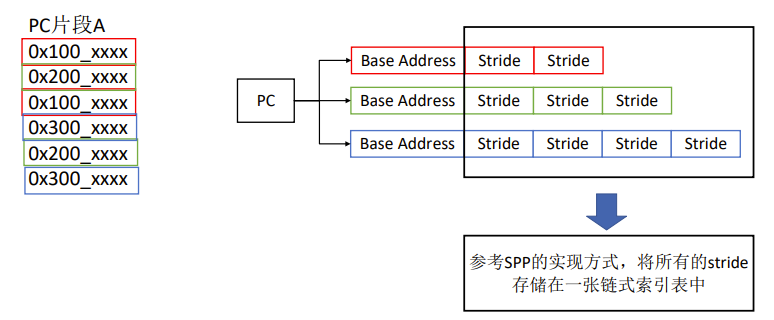 PC片段A
0x100_xxxx
0x200_xxxx
0x100_xxxx
0x300_xxxx
0x200_xxxx
0x300_xxxx
PC
Base Address Stride Stride
Base Address Stride Stride Stride
Base Address Stride Stride Stride Stride
参考SPP的实现方式，将所有的stride
存储在一张链式索引表中